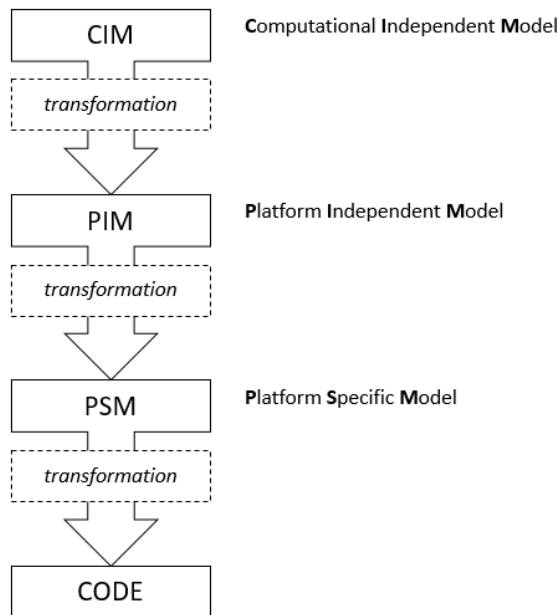 CIM
Computational Independent Model
transformation
PIM
Platform Independent Model
transformation
PSM
Platform Specific Model
transformation
CODE